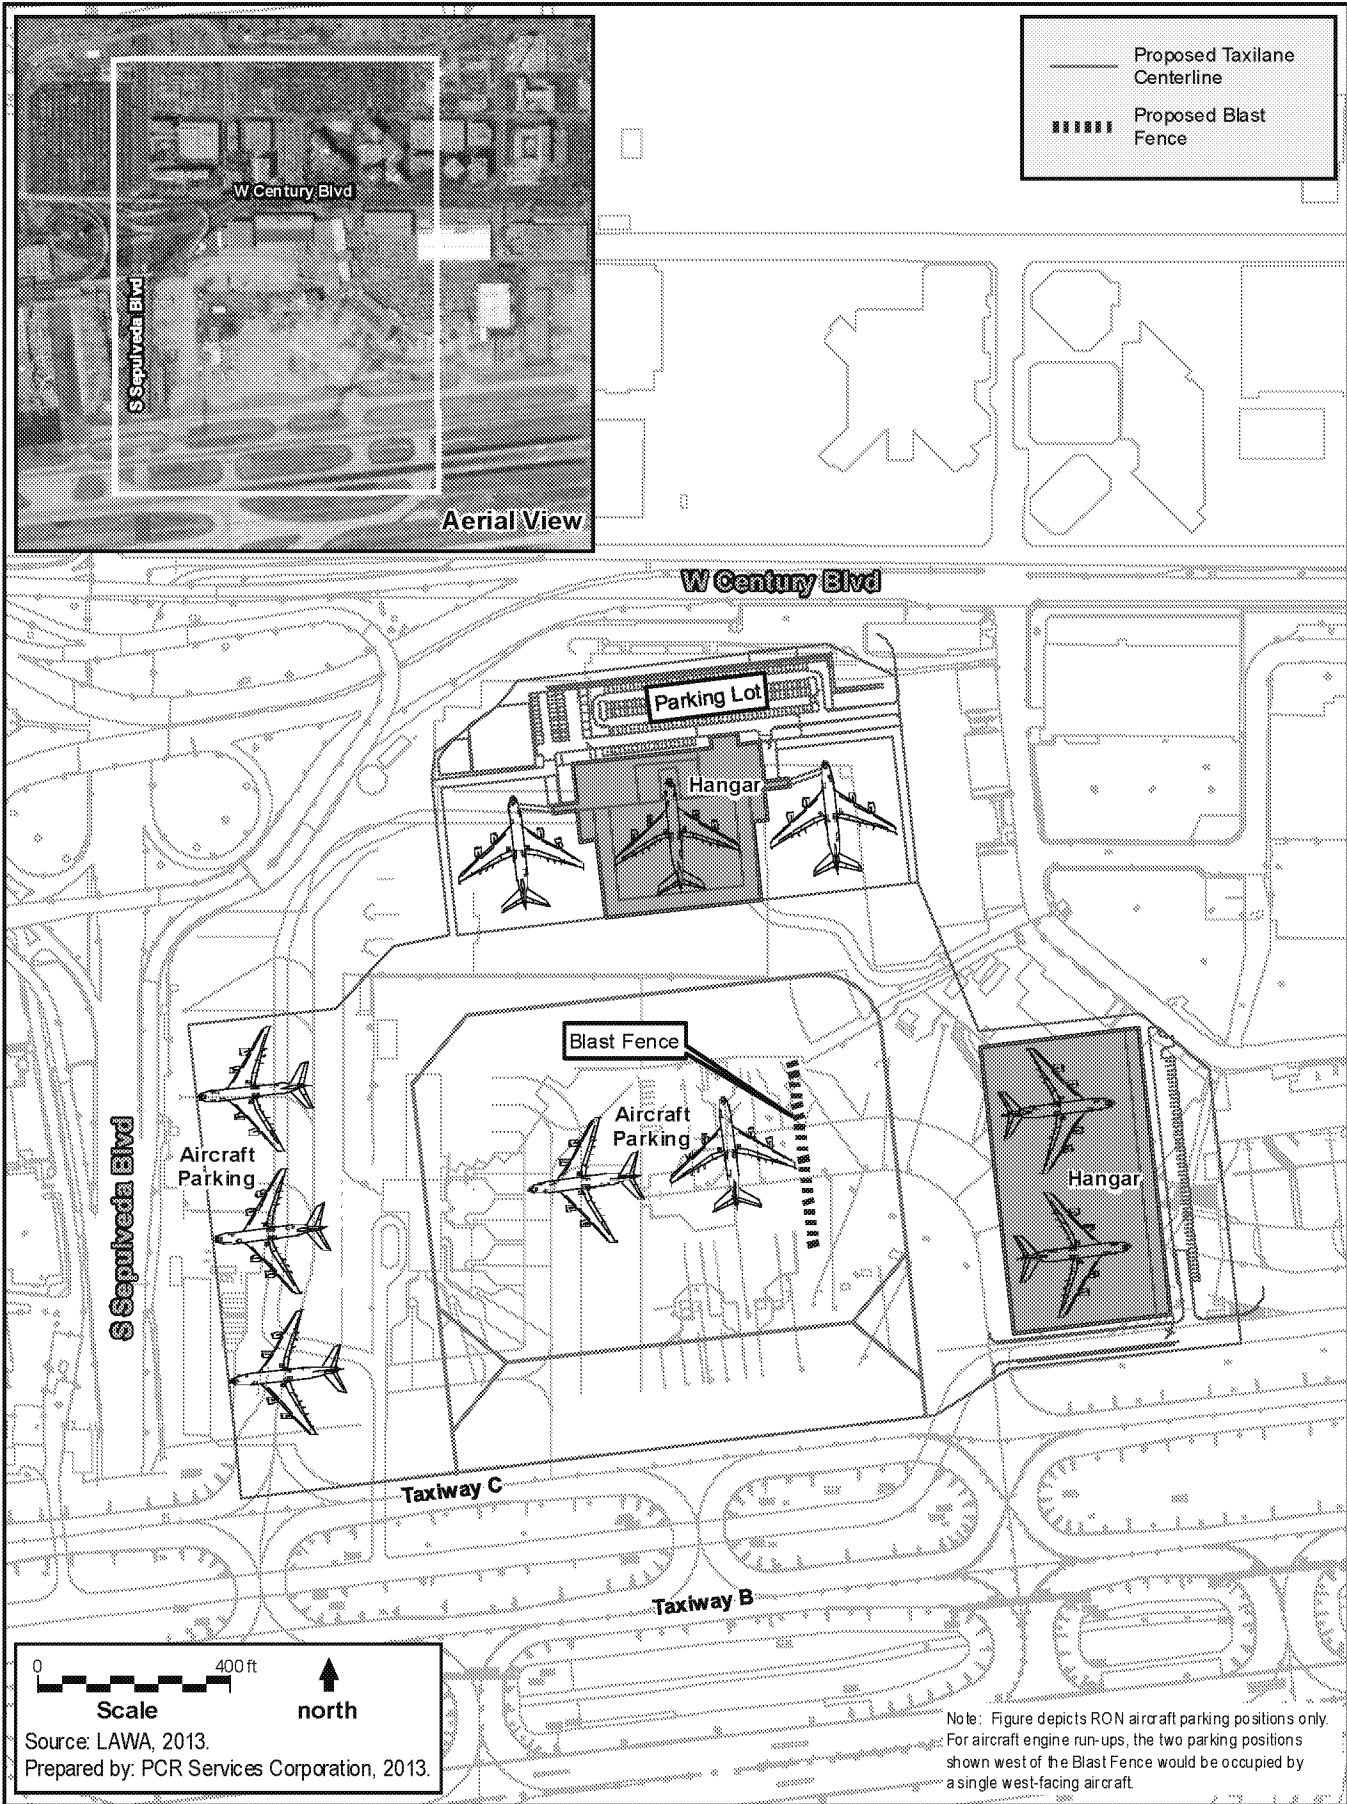 Proposed Taxilane
Centerline
Proposed Blast
Fence
W Century Blvd
S Sepulveda Blvd
Aerial View
W Century Blvd
Parking Lot
Hangar
Blast Fence
Aircraft
Parking
Aircraft
Parking
Hangar
S Sepulveda Blvd
Taxiway C
Taxiway B
0 400 ft
Scale
north
Source: LAWA, 2013.
Prepared by: PCR Services Corporation, 2013.
Note: Figure depicts RON aircraft parking positions only.
For aircraft engine run-ups, the two parking positions
shown west of the Blast Fence would be occupied by
a single west-facing aircraft.